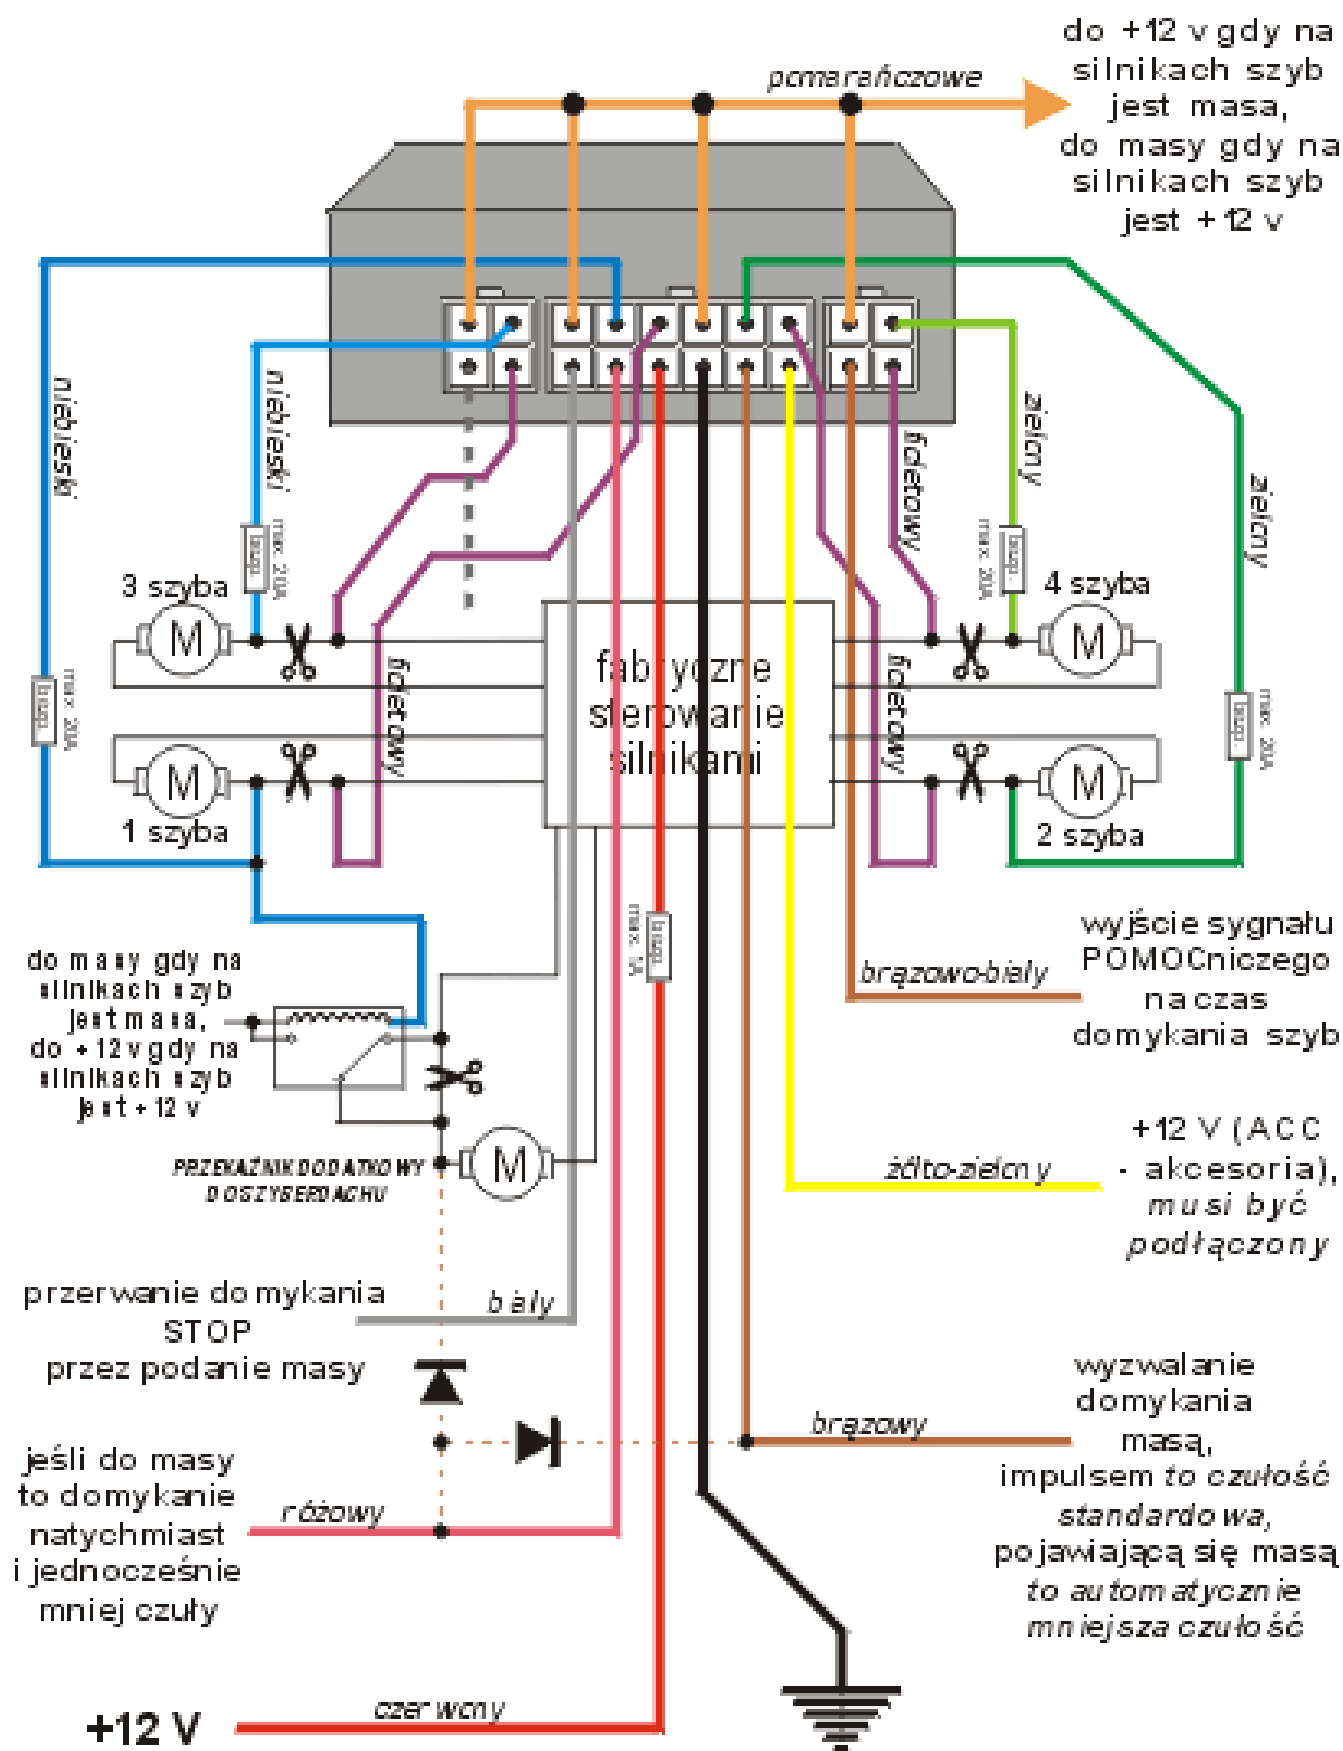 do +12 v gdy na
silnikach szyb
jest masa,
do masy gdy na
silnikach szyb
jest +12 v
pomarańczowe
niebieski
niebieski
zielony
zielony
fioletowy
fioletowy
fioletowy
max. 20A
bezp.
max. 20A
bezp.
max. 20A
bezp.
max. 20A
bezp.
3 szyba
M
1 szyba
M
4 szyba
M
2 szyba
M
fabryczne
sterowanie
silnikami
max. 1A
bezp.
do masy gdy na
silnikach szyb
jest masa,
do +12 v gdy na
silnikach szyb
jest +12 v
PRZEKAŹNIK DODATKOWY
DO SZYBERDACHU
M
brązowo-biały
wyjście sygnału
POMOCniczego
na czas
domykania szyb
żółto-zielony
+12 V (ACC
- akcesoria),
musi być
podłączony
przerwanie domykania
STOP
przez podanie masy
biały
brązowy
wyzwalanie
domykania
masą,
impulsem to czułość
standardowa,
pojawiającą się masą
to automatycznie
mniejsza czułość
jeśli do masy
to domykanie
natychmiast
i jednocześnie
mniej czuły
różowy
czerwony
+12 V